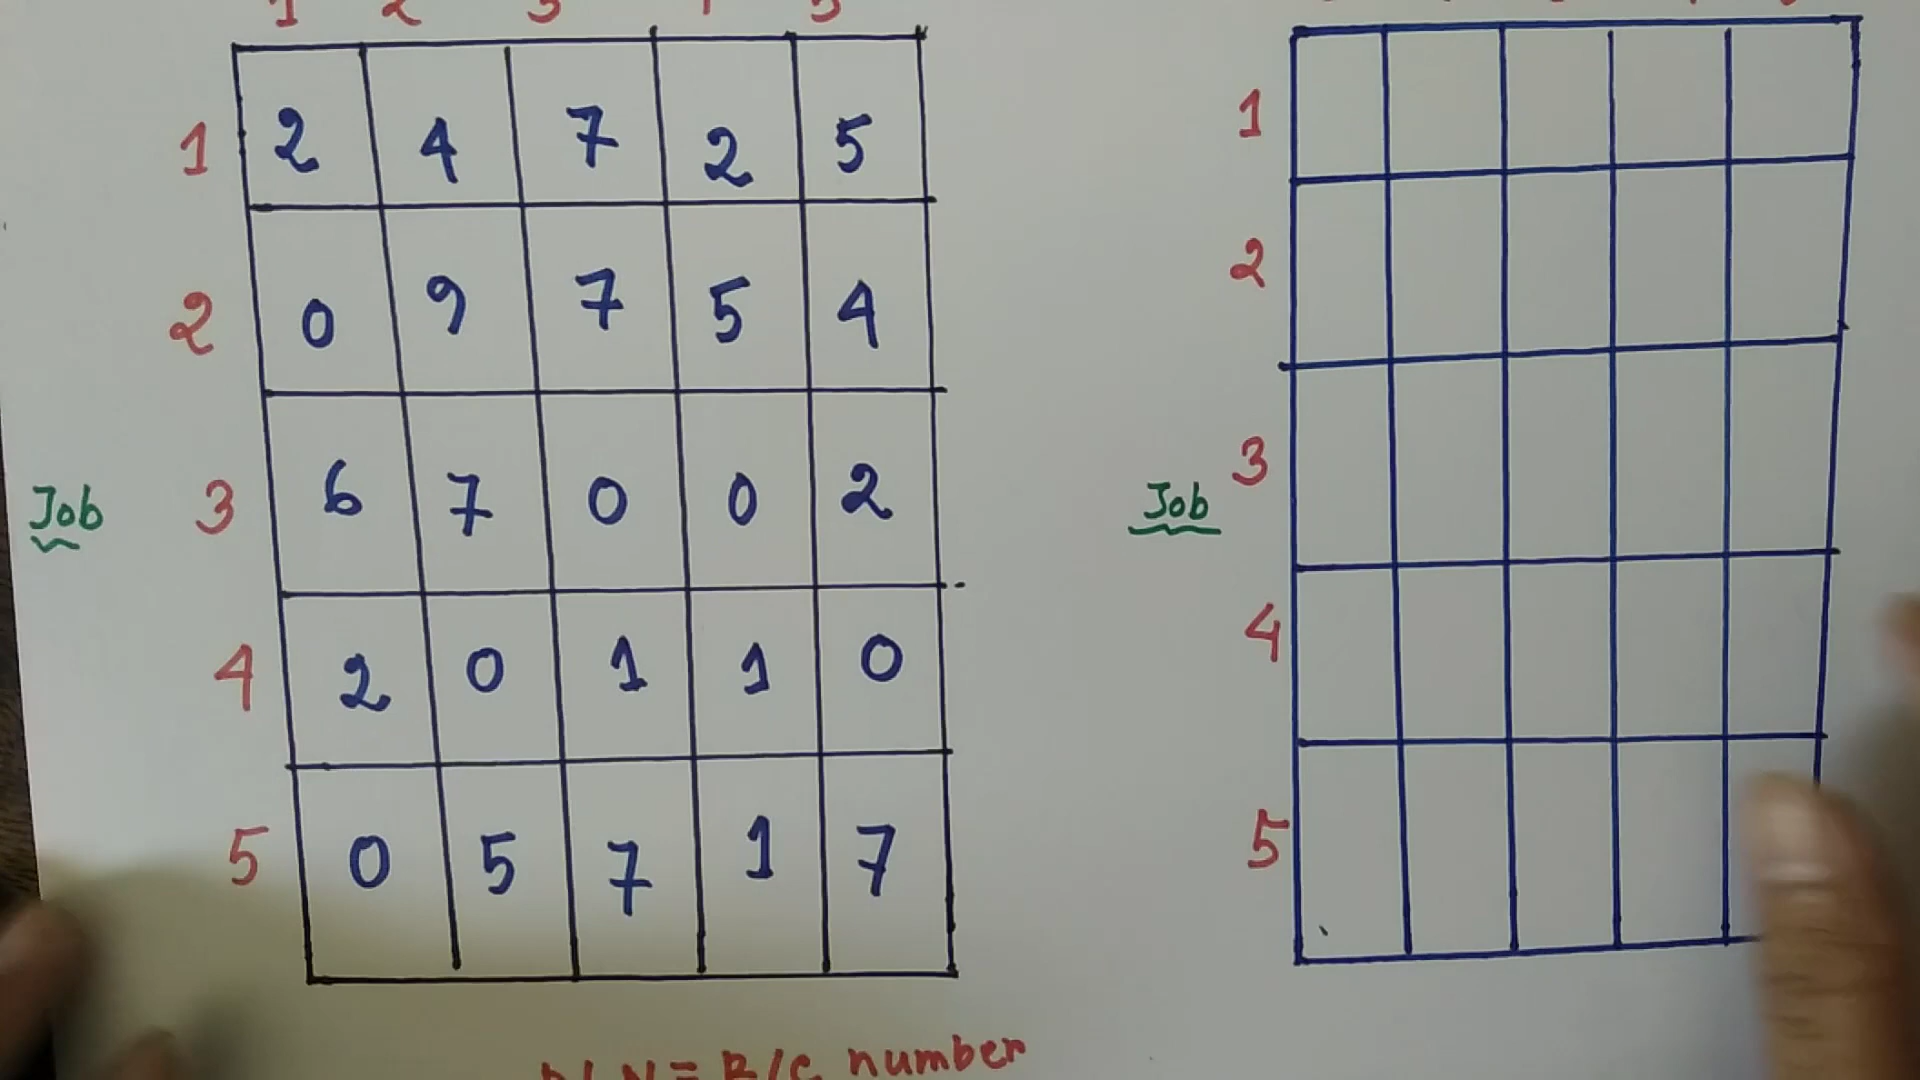 1 2 3 4 5
1 2 4 7 2 5
2 0 9 7 5 4
Job 3 6 7 0 0 2
4 2 0 1 1 0
5 0 5 7 1 7
1
2
Job 3
4
5
= R/C number